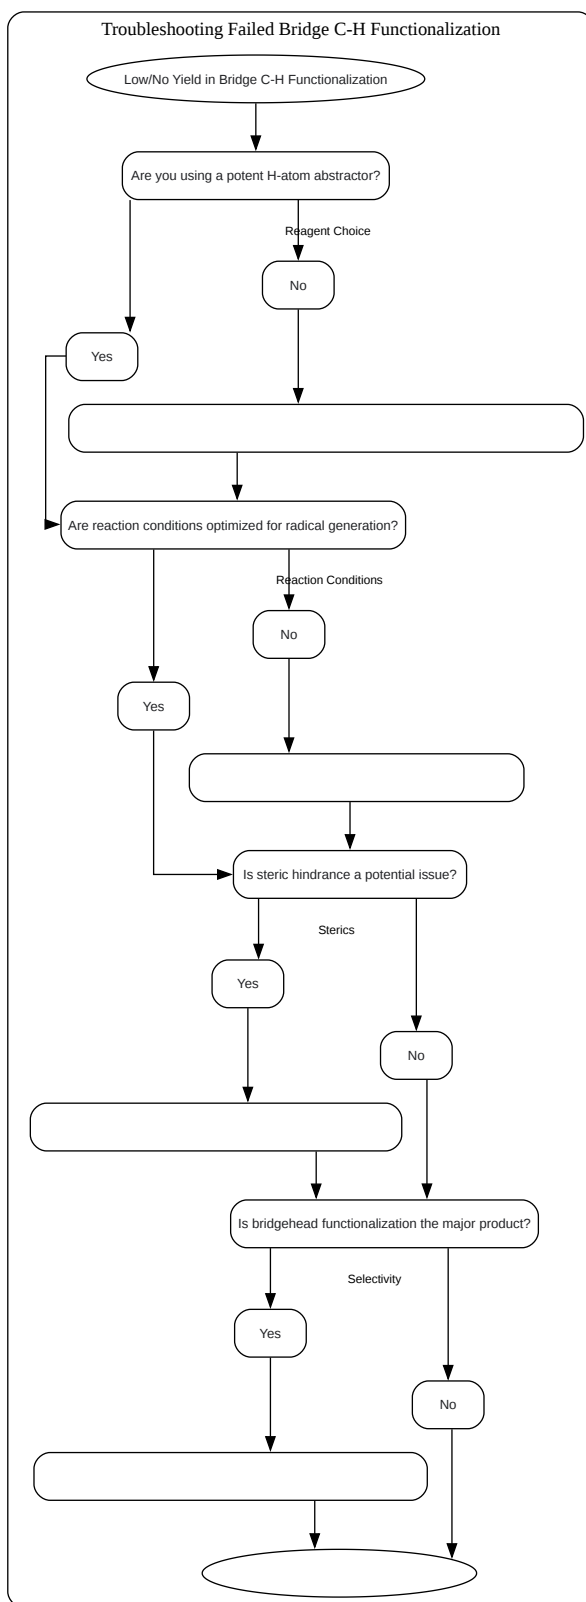 Troubleshooting Failed Bridge C-H Functionalization
Low/No Yield in Bridge C-H Functionalization
Are you using a potent H-atom abstractor?
Reagent Choice
No
Yes
Are reaction conditions optimized for radical generation?
Reaction Conditions
No
Yes
Is steric hindrance a potential issue?
Sterics
Yes
No
Is bridgehead functionalization the major product?
Selectivity
Yes
No